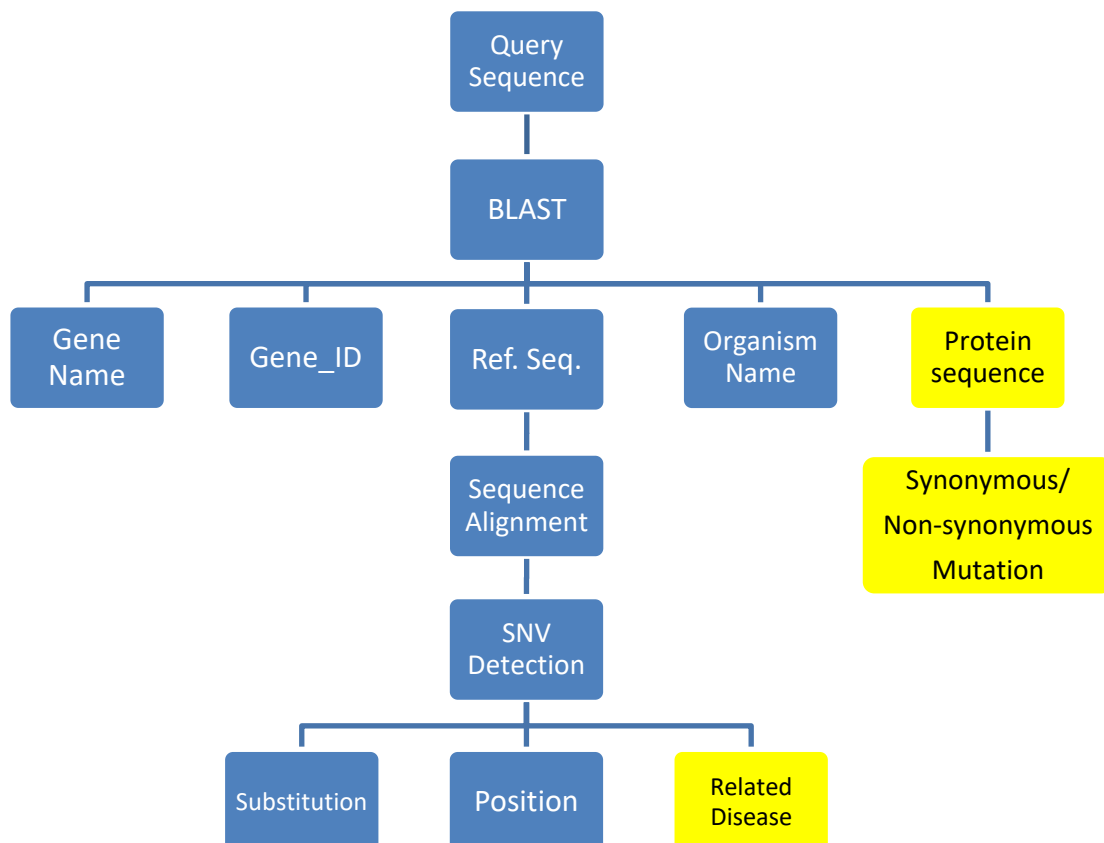 Query
Sequence
BLAST
Gene
Name
Gene_ID
Ref. Seq.
Organism
Name
Protein
sequence
Sequence
Alignment
Synonymous/
Non-synonymous
Mutation
SNV
Detection
Substitution
Position
Related
Disease